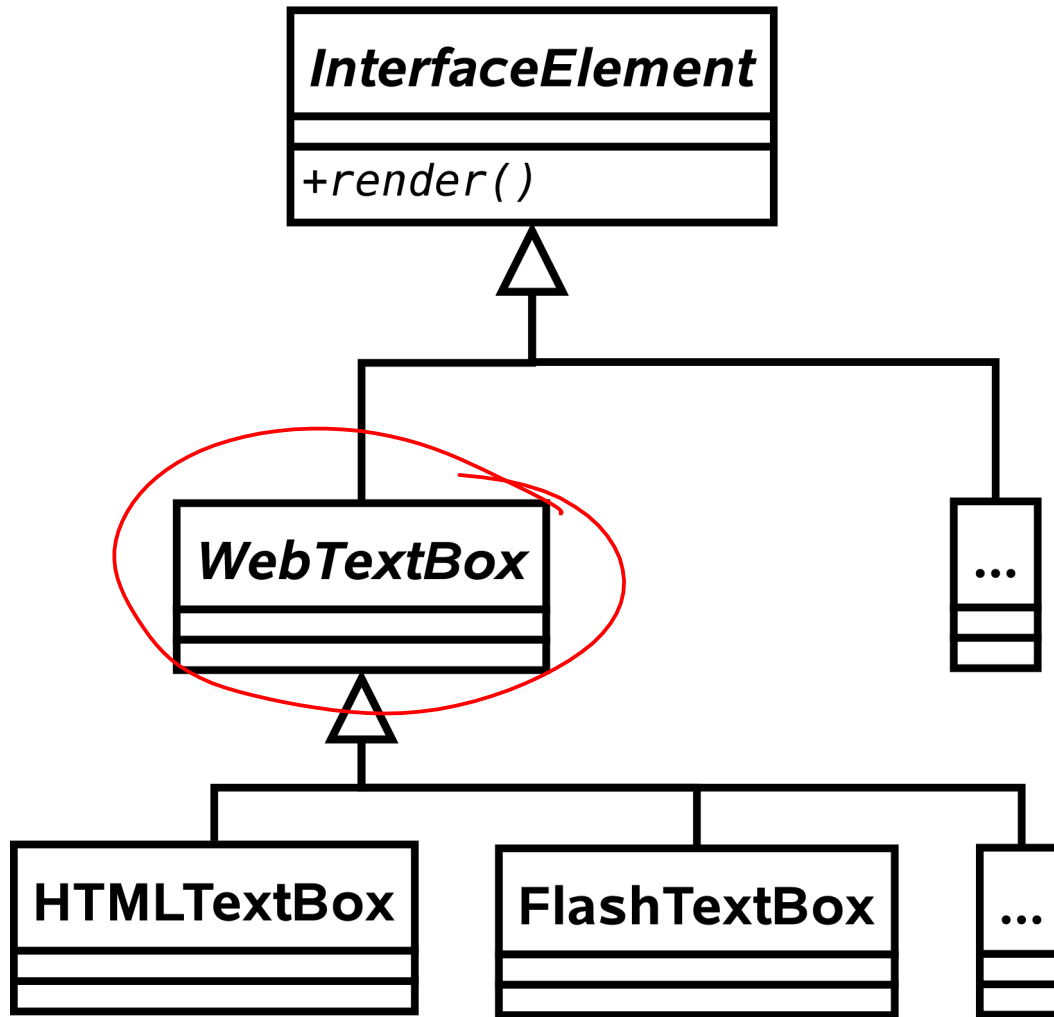 InterfaceElement
+render()
WebTextBox
...
HTMLTextBox
FlashTextBox
...